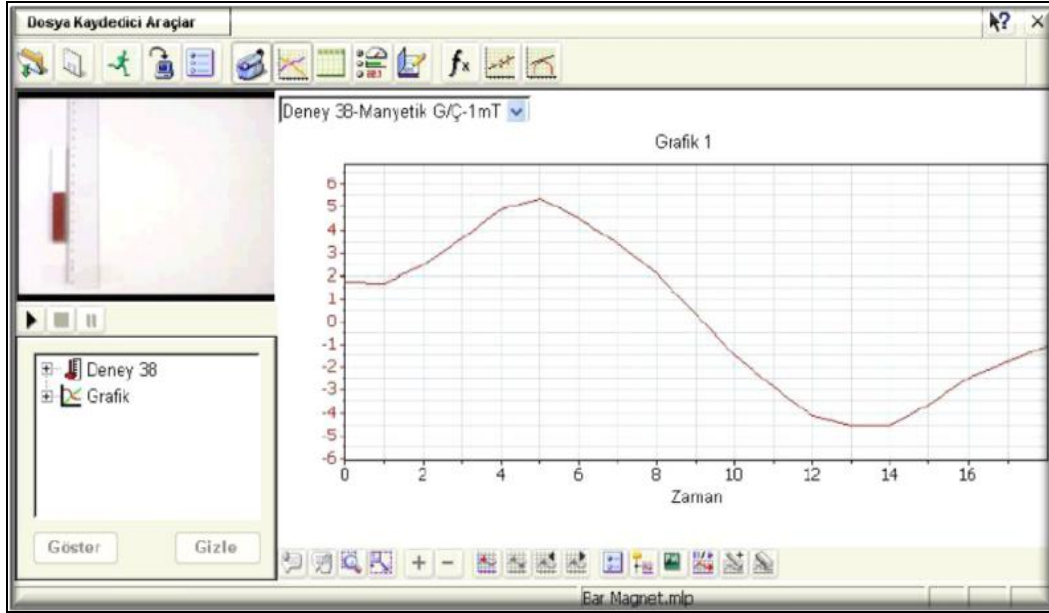 Dosya Kaydedici Araçlar
Deney 38-Manyetik G/Ç-1mT
Grafik 1
6
5
4
3
2
1
0
-1
-2
-3
-4
-5
-6
0 2 4 6 8 10 12 14 16
Zaman
Deney 38
Grafik
Göster Gizle
Bar Magnet.mlp